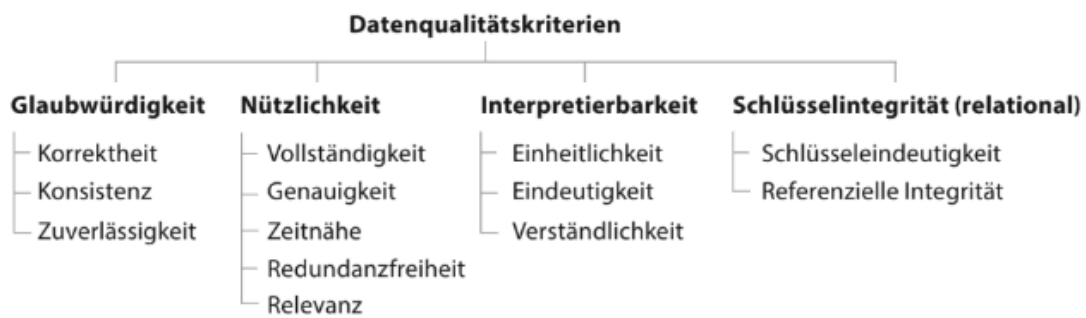 Datenqualitätskriterien
Glaubwürdigkeit
Korrektheit
Konsistenz
Zuverlässigkeit
Nützlichkeit
Vollständigkeit
Genauigkeit
Zeitnähe
Redundanzfreiheit
Relevanz
Interpretierbarkeit
Einheitlichkeit
Eindeutigkeit
Verständlichkeit
Schlüsselintegrität (relational)
Schlüsseleindeutigkeit
Referenzielle Integrität